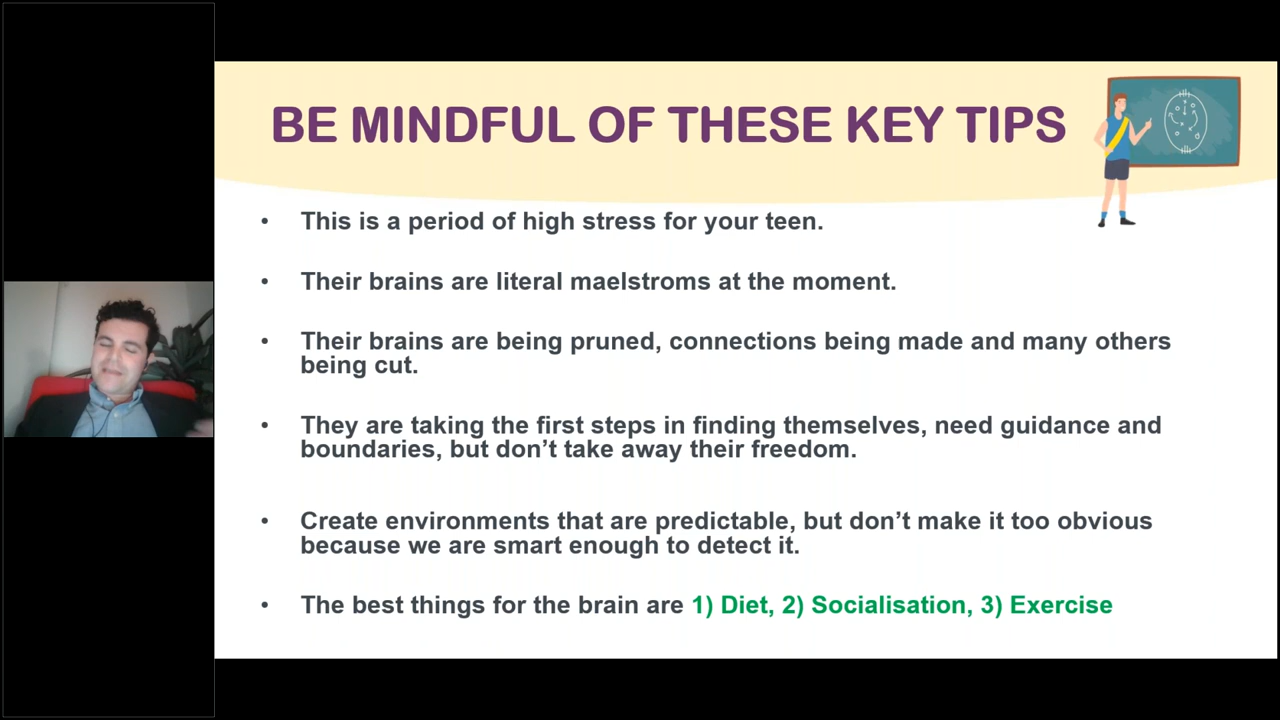 BE MINDFUL OF THESE KEY TIPS
• This is a period of high stress for your teen.
• Their brains are literal maelstroms at the moment.
• Their brains are being pruned, connections being made and many others
being cut.
• They are taking the first steps in finding themselves, need guidance and
boundaries, but don’t take away their freedom.
• Create environments that are predictable, but don’t make it too obvious
because we are smart enough to detect it.
• The best things for the brain are 1) Diet, 2) Socialisation, 3) Exercise